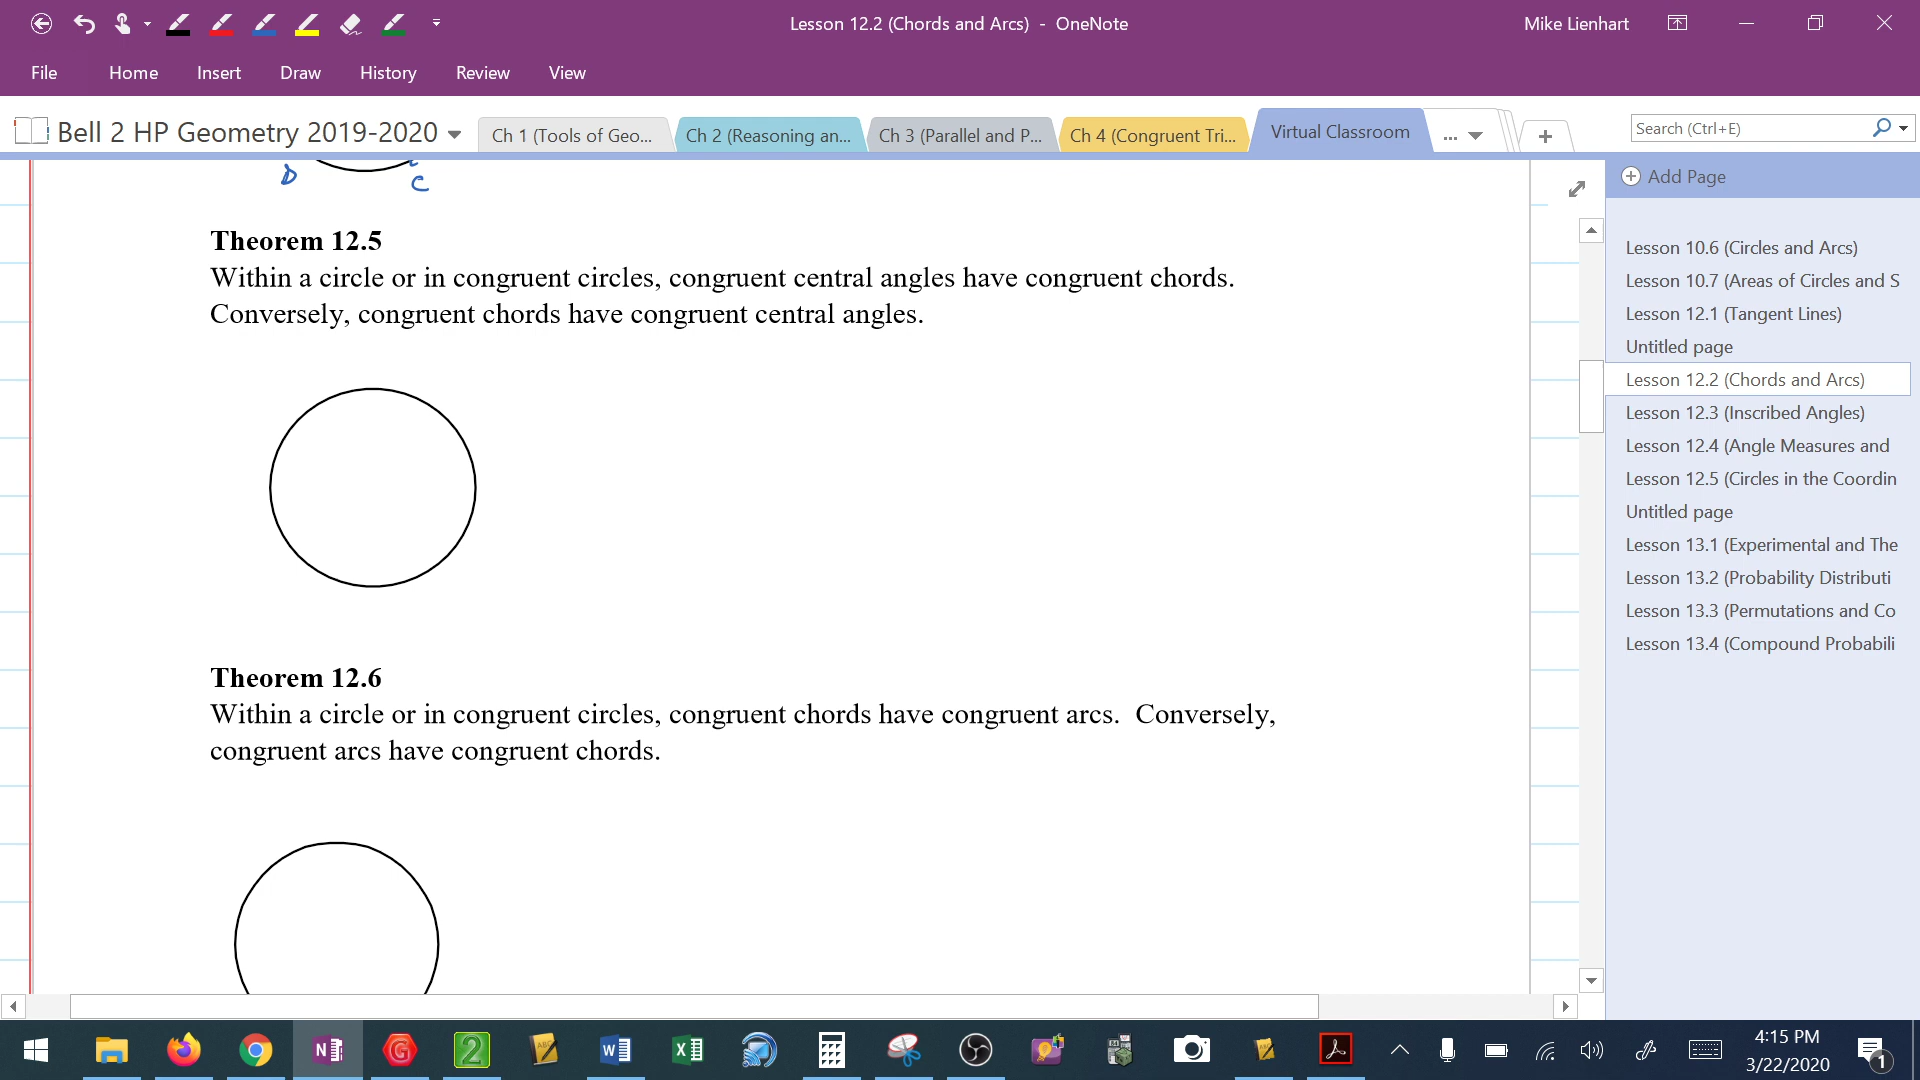 Lesson 12.2 (Chords and Arcs) - OneNote
Mike Lienhart
File Home Insert Draw History Review View
Bell 2 HP Geometry 2019-2020
Ch 1 (Tools of Geo...
Ch 2 (Reasoning an...
Ch 3 (Parallel and P...
Ch 4 (Congruent Tri...
Virtual Classroom
...
Search (Ctrl+E)
Add Page
D
C
Theorem 12.5
Within a circle or in congruent circles, congruent central angles have congruent chords.
Conversely, congruent chords have congruent central angles.
Theorem 12.6
Within a circle or in congruent circles, congruent chords have congruent arcs. Conversely,
congruent arcs have congruent chords.
Lesson 10.6 (Circles and Arcs)
Lesson 10.7 (Areas of Circles and S
Lesson 12.1 (Tangent Lines)
Untitled page
Lesson 12.2 (Chords and Arcs)
Lesson 12.3 (Inscribed Angles)
Lesson 12.4 (Angle Measures and
Lesson 12.5 (Circles in the Coordin
Untitled page
Lesson 13.1 (Experimental and The
Lesson 13.2 (Probability Distributi
Lesson 13.3 (Permutations and Co
Lesson 13.4 (Compound Probabili
4:15 PM
3/22/2020
1